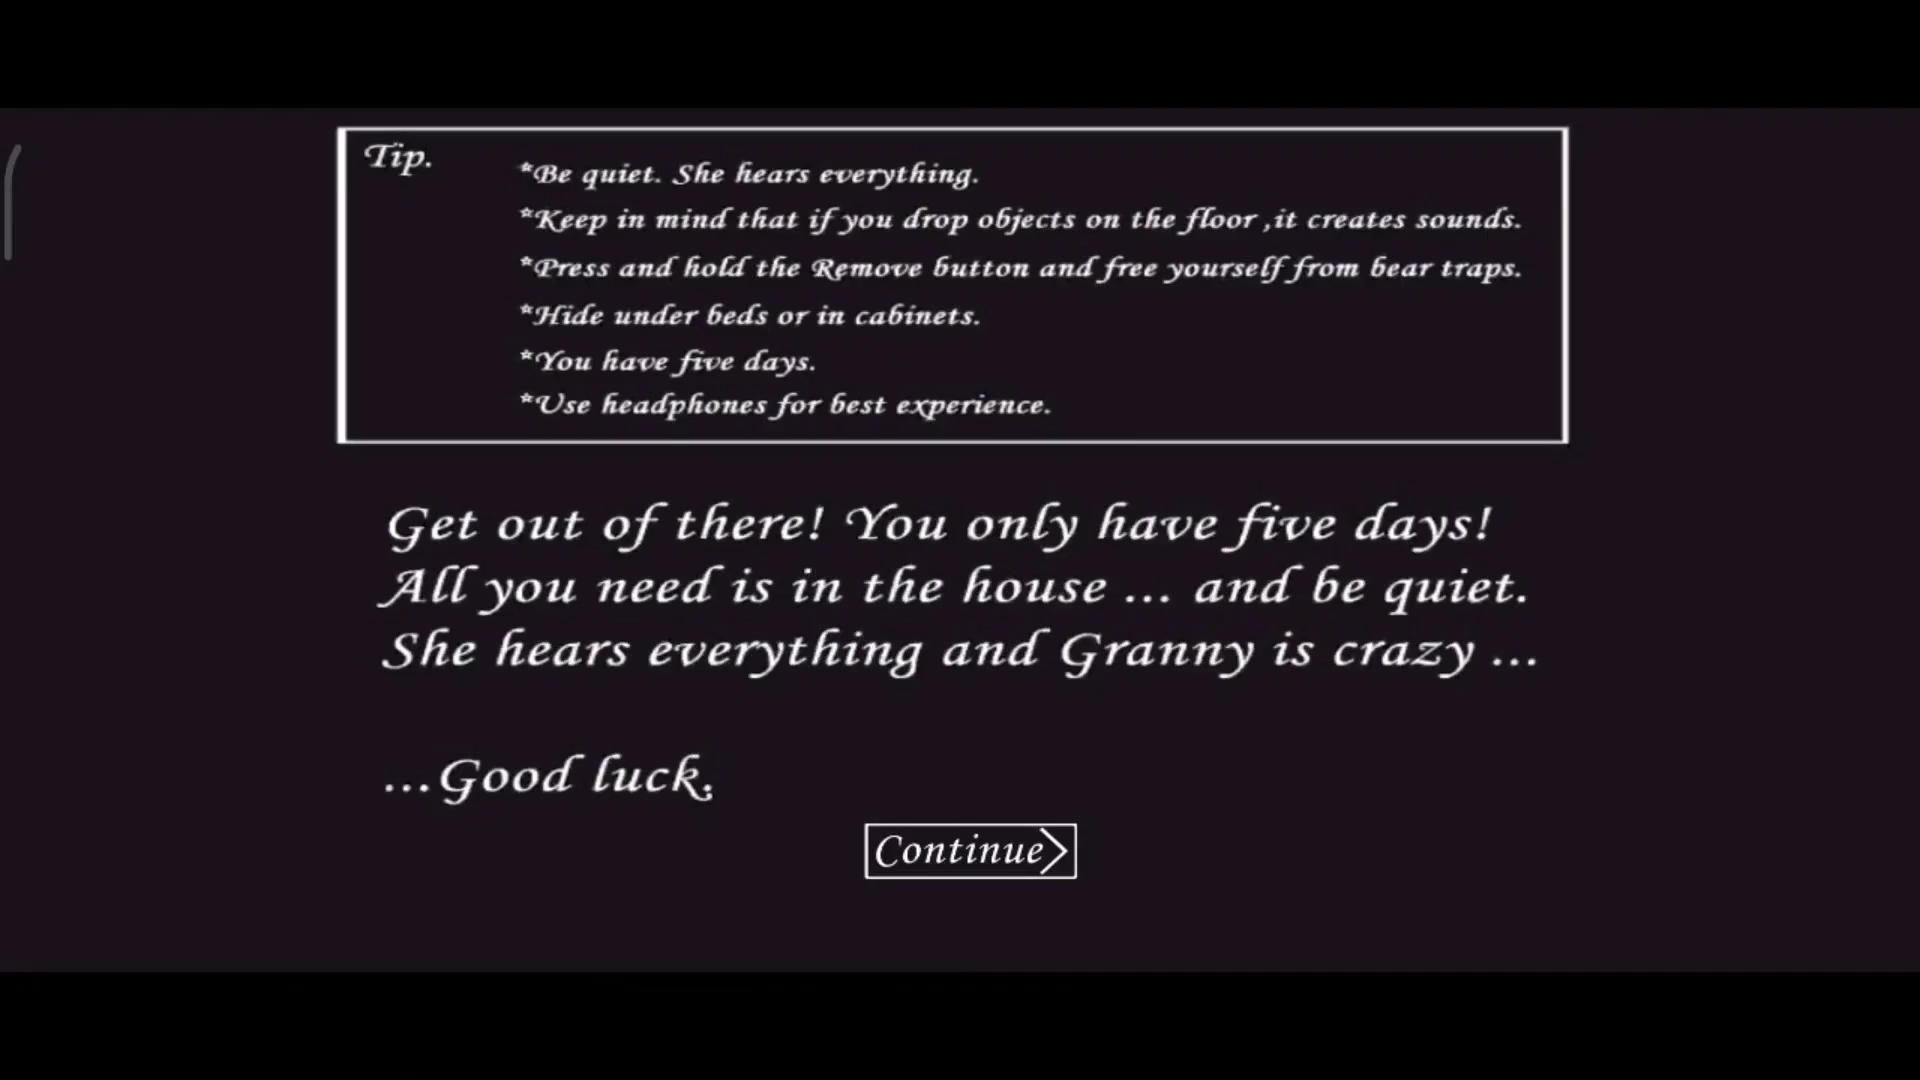 Tip.
*Be quiet. She hears everything.
*Keep in mind that if you drop objects on the floor ,it creates sounds.
*Press and hold the Remove button and free yourself from bear traps.
*Hide under beds or in cabinets.
*You have five days.
*Use headphones for best experience.
Get out of there! You only have five days!
All you need is in the house ... and be quiet.
She hears everything and Granny is crazy ...
...Good luck.
Continue>